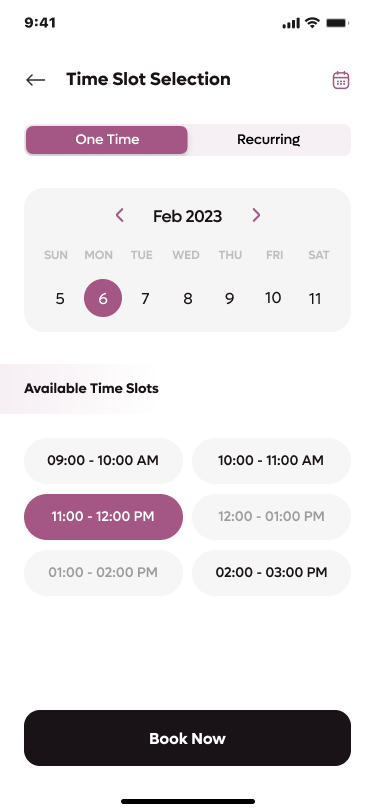 9:41
Time Slot Selection
One Time Recurring
Feb 2023
SUN MON TUE WED THU FRI SAT
5 6 7 8 9 10 11
Available Time Slots
09:00 - 10:00 AM 10:00 - 11:00 AM
11:00 - 12:00 PM 12:00 - 01:00 PM
01:00 - 02:00 PM 02:00 - 03:00 PM
Book Now